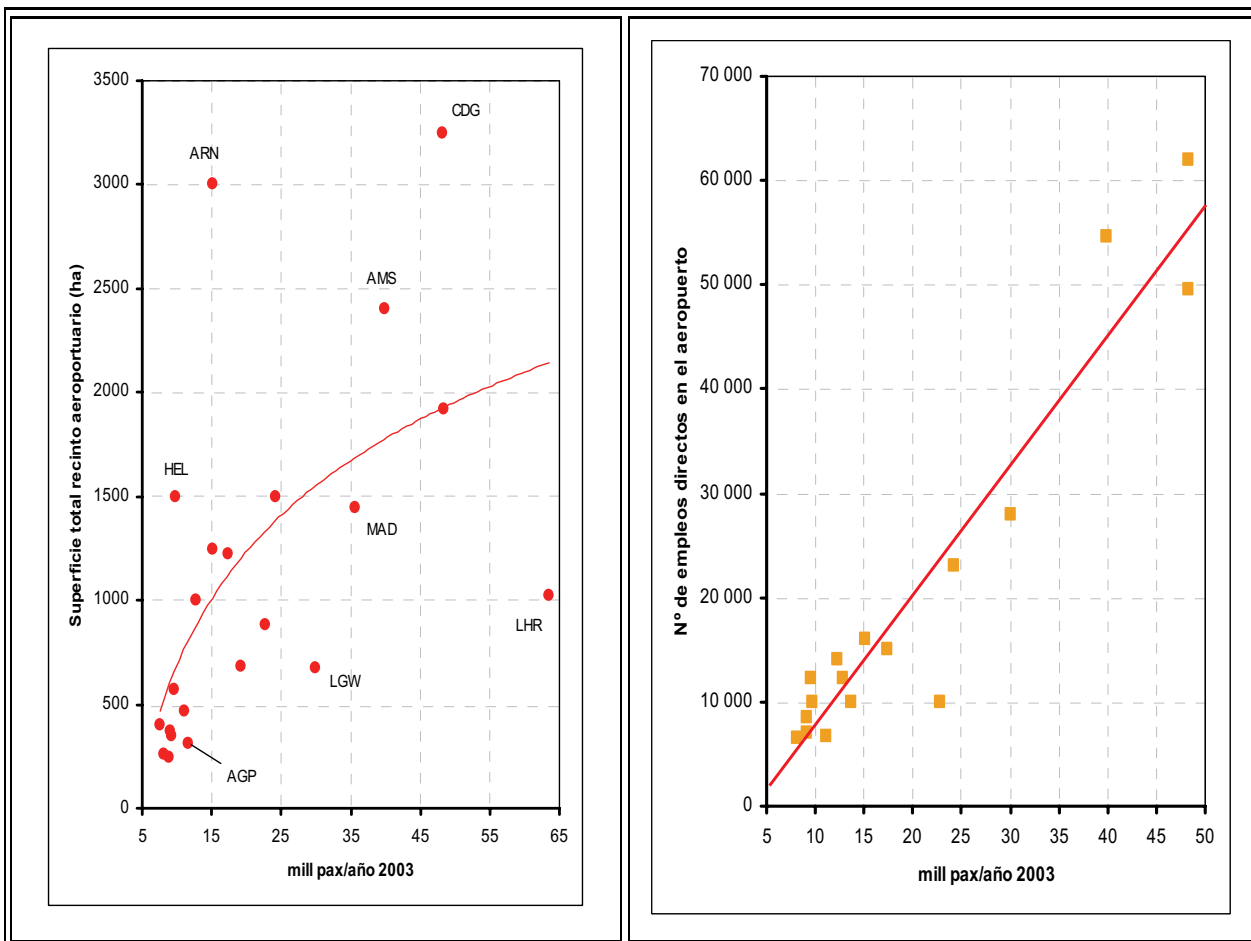 Superficie total recinto aeroportuario (ha)
3500
3000
2500
2000
1500
1000
500
0
CDG
ARN
AMS
HEL
MAD
LHR
LGW
AGP
5 15 25 35 45 55 65
mill pax/año 2003
Nº de empleos directos en el aeropuerto
70 000
60 000
50 000
40 000
30 000
20 000
10 000
0
5 10 15 20 25 30 35 40 45 50
mill pax/año 2003